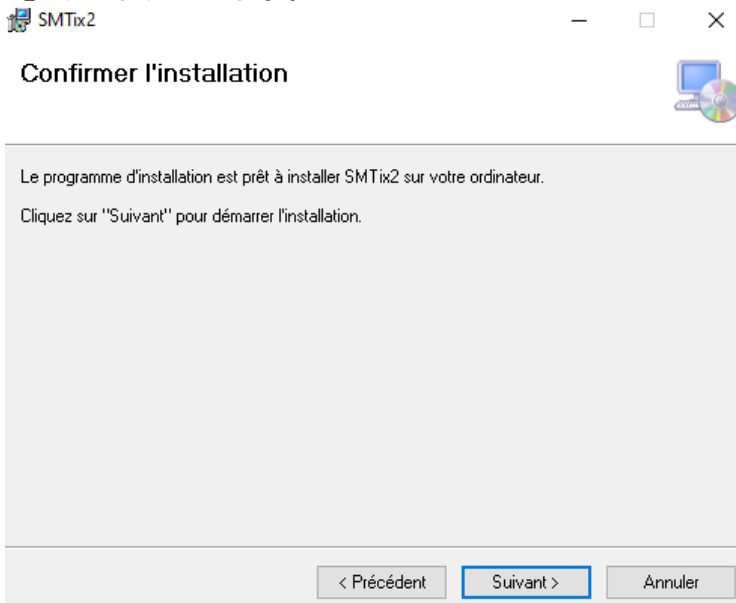 SMTix2
Confirmer l'installation
Le programme d'installation est prêt à installer SMTix2 sur votre ordinateur.
Cliquez sur "Suivant" pour démarrer l'installation.
< Précédent
Suivant >
Annuler